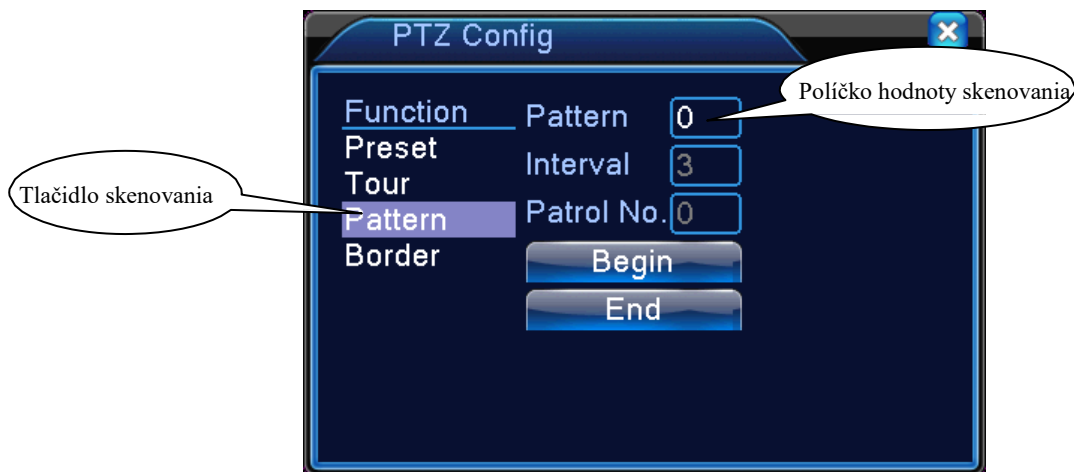 PTZ Config
Políčko hodnoty skenovania
Function
Pattern 0
Preset
Interval 3
Tour
Tlačidlo skenovania
Pattern
Patrol No. 0
Border
Begin
End